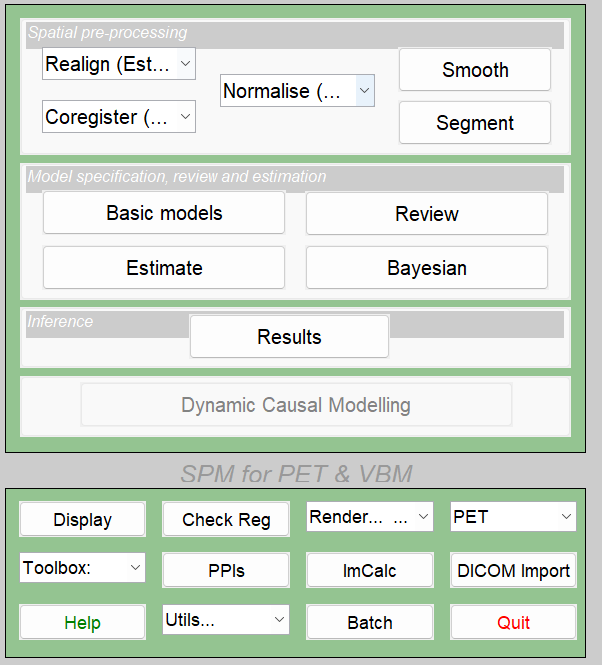 Spatial pre-processing
Realign (Est...
Normalise (...
Smooth
Coregister (...
Segment
Model specification, review and estimation
Basic models
Review
Estimate
Bayesian
Inference
Results
Dynamic Causal Modelling
SPM for PET & VBM
Display
Check Reg
Render... ...
PET
Toolbox:
PPIs
ImCalc
DICOM Import
Help
Utils...
Batch
Quit